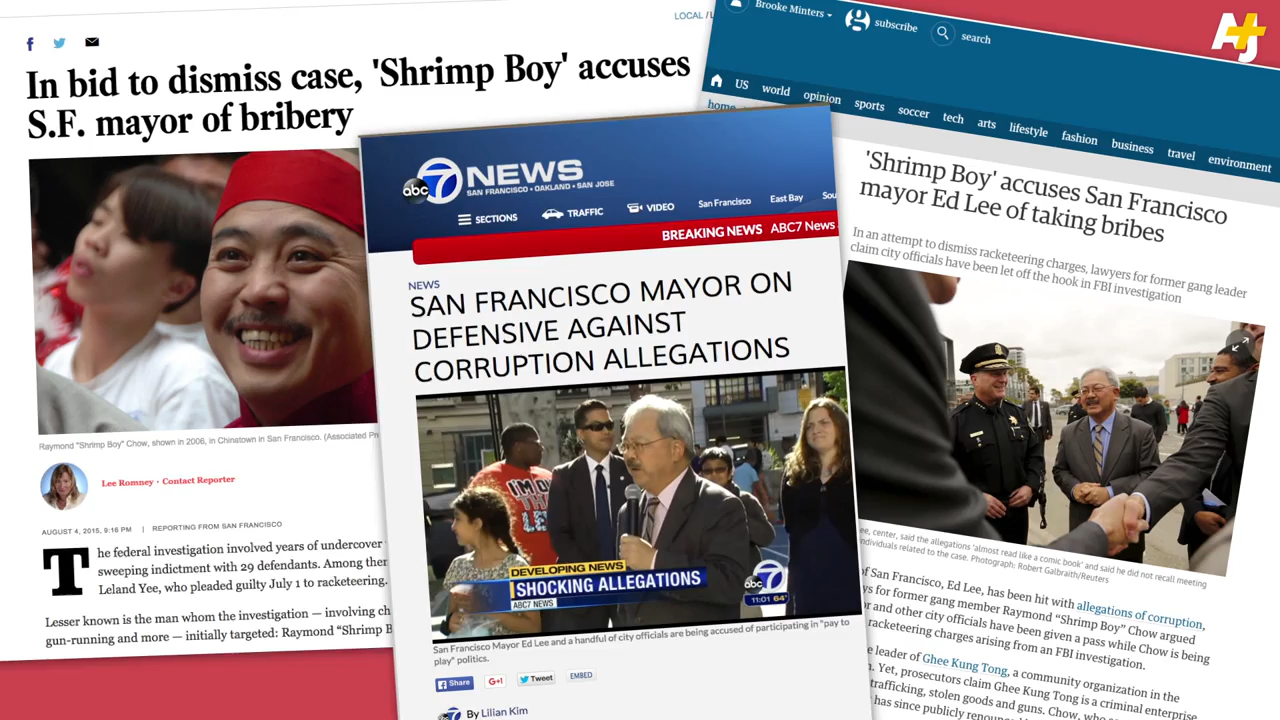 LOCAL /
In bid to dismiss case, 'Shrimp Boy' accuses
S.F. mayor of bribery
Raymond "Shrimp Boy" Chow, shown in 2006, in Chinatown in San Francisco. (Associated
Lee Romney • Contact Reporter
AUGUST 4, 2015, 9:16 PM | REPORTING FROM SAN FRANCISCO
The federal investigation involved years of undercover
sweeping indictment with 29 defendants. Among
Leland Yee, who pleaded guilty July 1 to racketeering.
Lesser known is the man whom the investigation — involving
gun-running and more — initially targeted: Raymond "Shrimp
abc 7 NEWS
SAN FRANCISCO • OAKLAND • SAN JOSE
SECTIONS TRAFFIC VIDEO San Francisco East Bay
BREAKING NEWS ABC7 News
NEWS
SAN FRANCISCO MAYOR ON
DEFENSIVE AGAINST
CORRUPTION ALLEGATIONS
I'M
DEVELOPING NEWS
SHOCKING ALLEGATIONS
ABC7 NEWS
abc 7
11:01 64°
San Francisco Mayor Ed Lee and a handful of city officials are being accused of participating in "pay to
play" politics.
Share G+1 Tweet EMBED
By Lilian Kim
Brooke Minters subscribe search
US world opinion sports soccer tech arts lifestyle fashion business travel environment
home
'Shrimp Boy' accuses San Francisco
mayor Ed Lee of taking bribes
In an attempt to dismiss racketeering charges, lawyers for former gang leader
claim city officials have been let off the hook in FBI investigation
center, said the allegations 'almost read like a comic book' and said he did not recall meeting
individuals related to the case. Photograph: Robert Galbraith/Reuters
of San Francisco, Ed Lee, has been hit with allegations of corruption,
for former gang member Raymond "Shrimp Boy" Chow argued
and other city officials have been given a pass while Chow is being
racketeering charges arising from an FBI investigation.
leader of Ghee Kung Tong, a community organization in the
Yet, prosecutors claim Ghee Kung Tong is a criminal enterprise
trafficking, stolen goods and guns. Chow, who
has since publicly